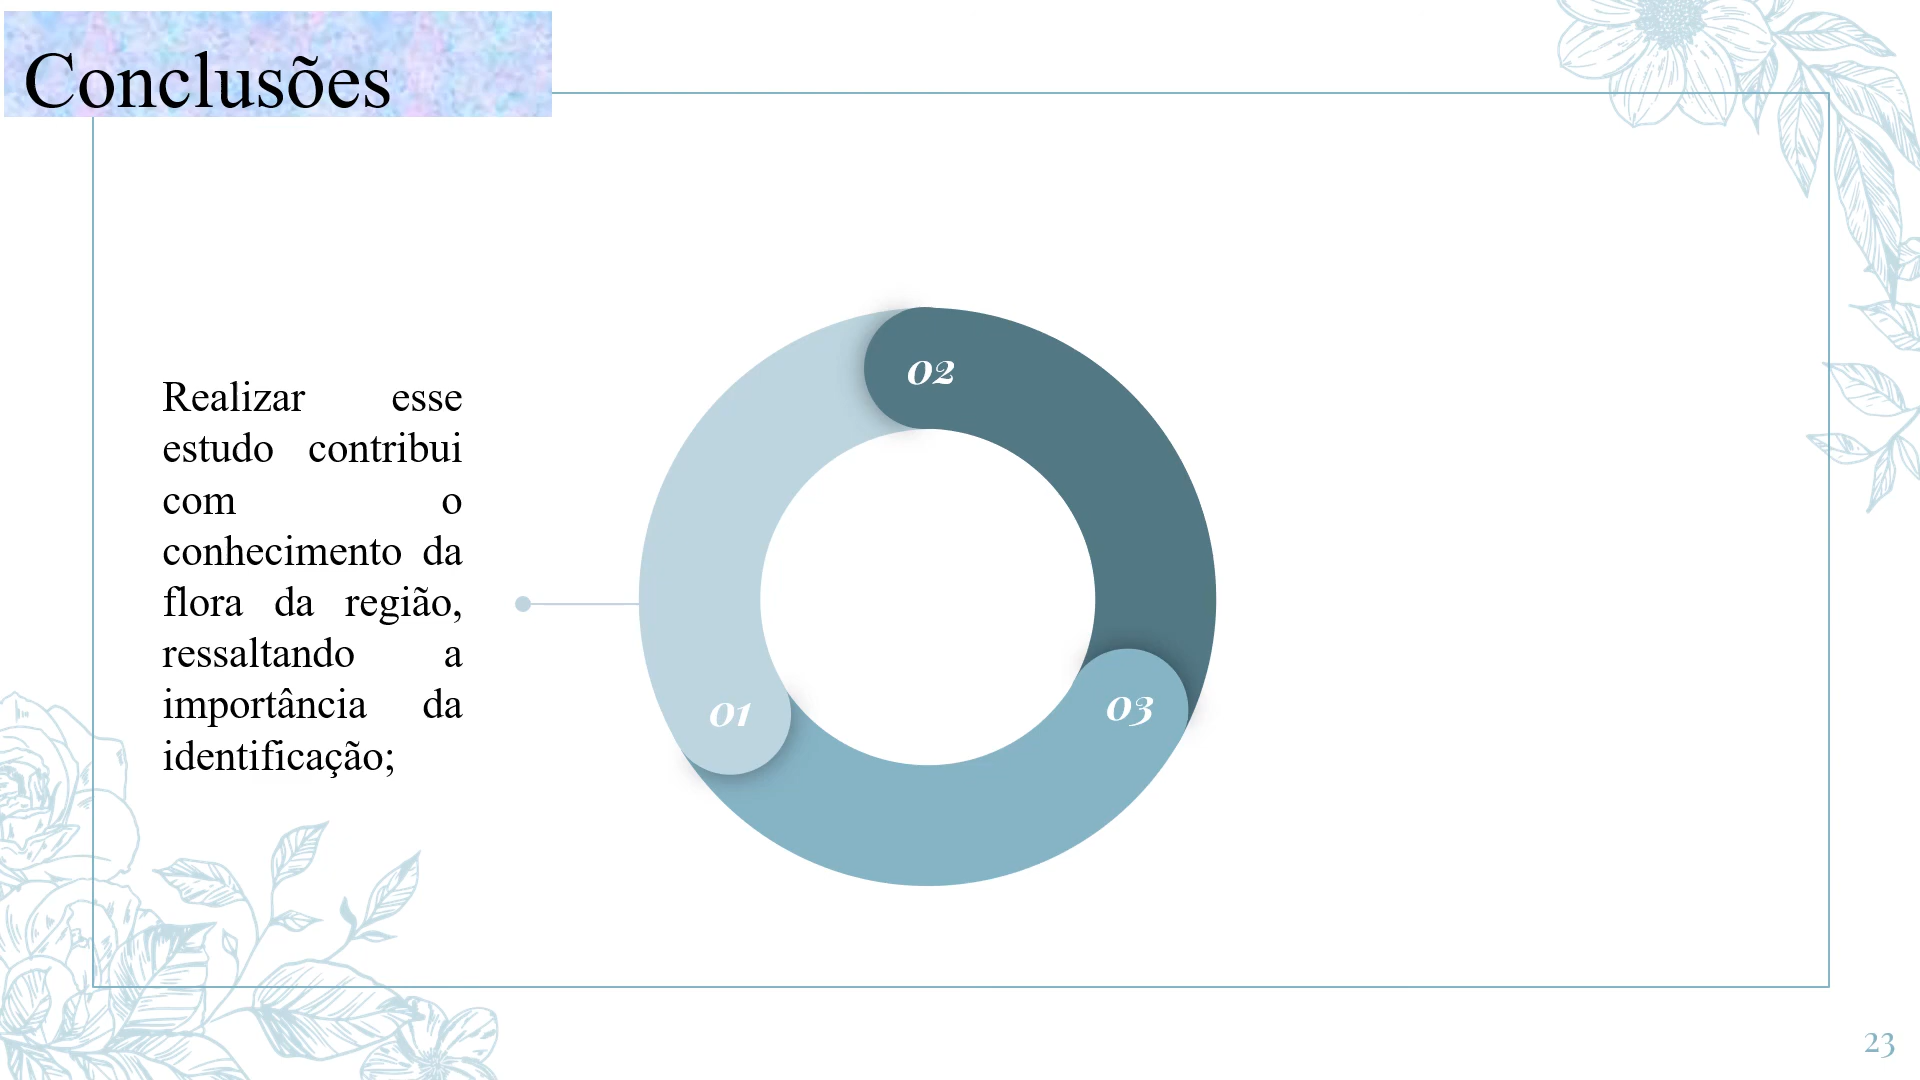 Conclusões
Realizar esse
estudo contribui
com o
conhecimento da
flora da região,
ressaltando a
importância da
identificação;
02
01
03
23